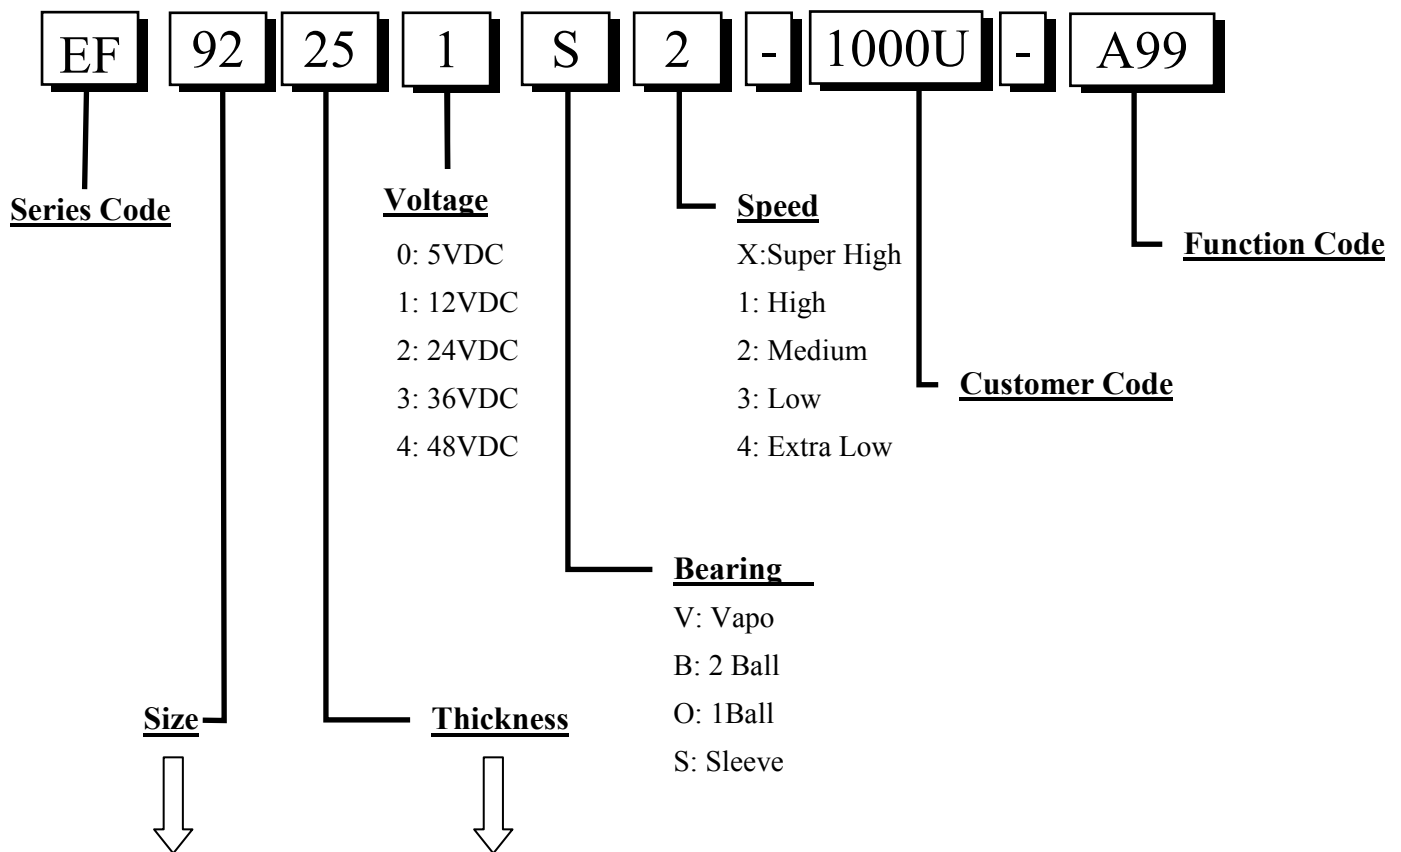 EF 92 25 1 S 2 - 1000U - A99
Series Code
Voltage
0: 5VDC
1: 12VDC
2: 24VDC
3: 36VDC
4: 48VDC
Speed
X:Super High
1: High
2: Medium
3: Low
4: Extra Low
Function Code
Customer Code
Bearing
V: Vapo
B: 2 Ball
O: 1Ball
S: Sleeve
Size
Thickness